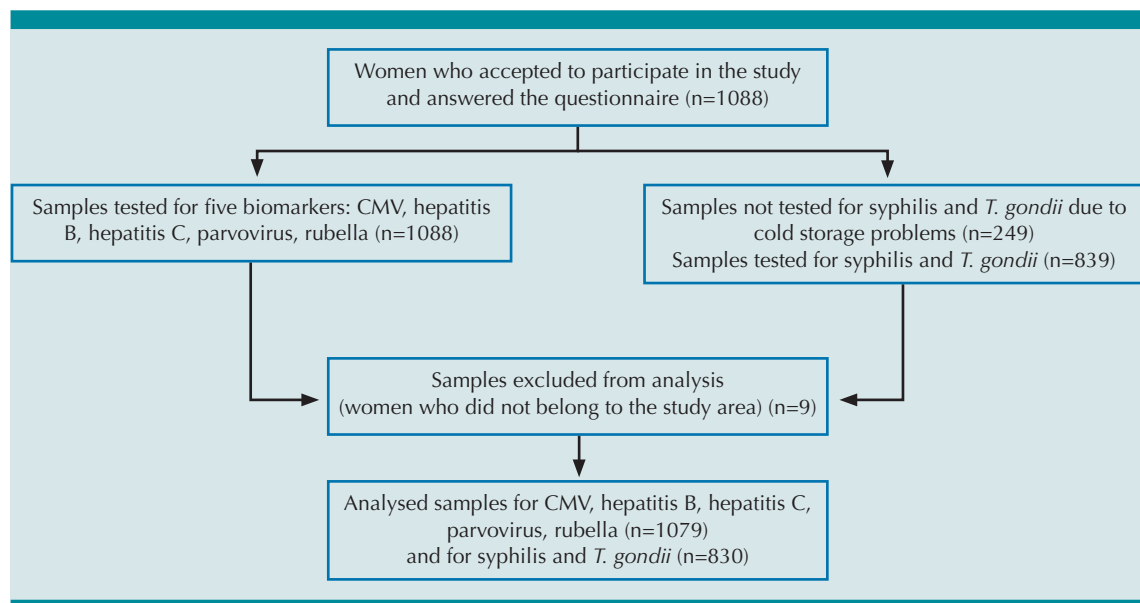 Women who accepted to participate in the study
and answered the questionnaire (n=1088)
Samples tested for five biomarkers: CMV, hepatitis
B, hepatitis C, parvovirus, rubella (n=1088)
Samples not tested for syphilis and T. gondii due to
cold storage problems (n=249)
Samples tested for syphilis and T. gondii (n=839)
Samples excluded from analysis
(women who did not belong to the study area) (n=9)
Analysed samples for CMV, hepatitis B, hepatitis C,
parvovirus, rubella (n=1079)
and for syphilis and T. gondii (n=830)